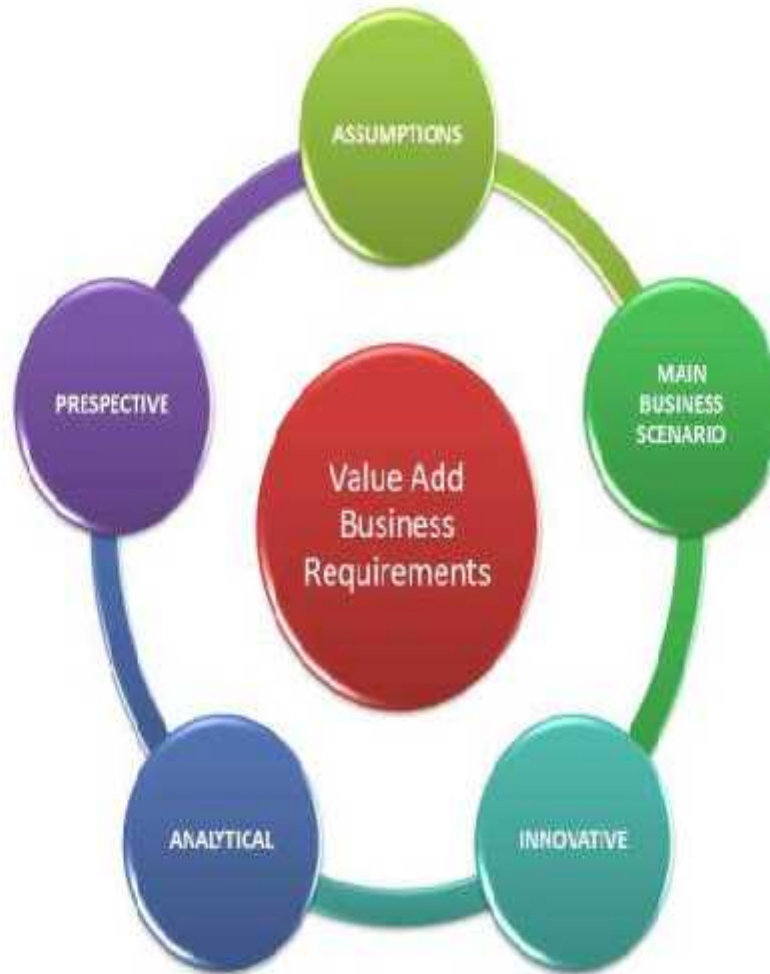 ASSUMPTIONS
MAIN
BUSINESS
SCENARIO
PRESPECTIVE
Value Add
Business
Requirements
ANALYTICAL
INNOVATIVE